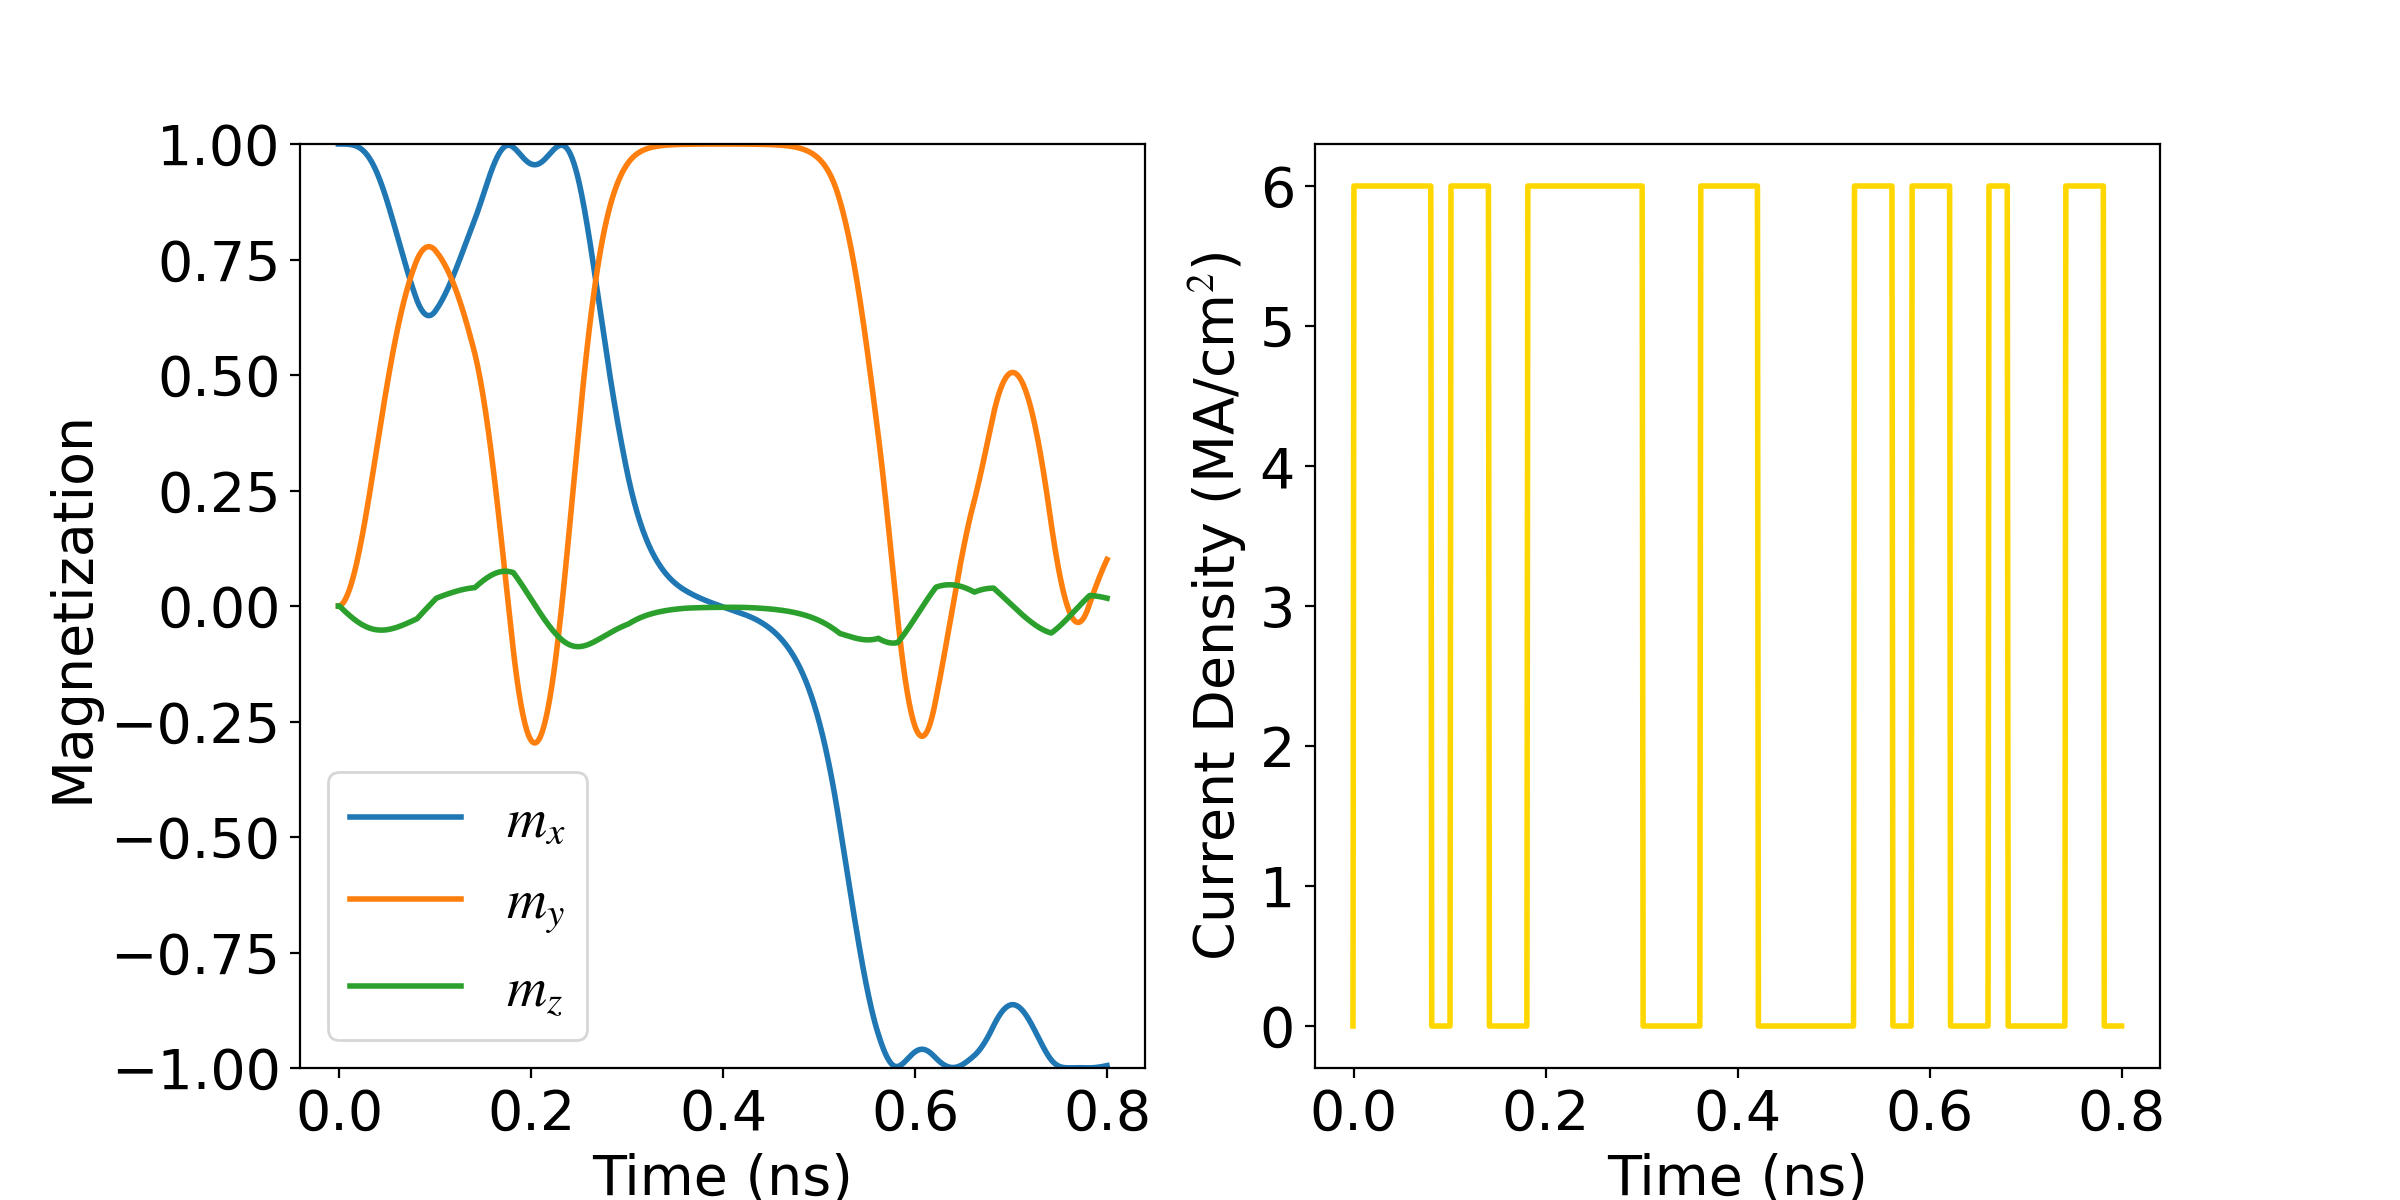 Magnetization
1.00
0.75
0.50
0.25
0.00
−0.25
−0.50
−0.75
−1.00
m_x
m_y
m_z
0.0 0.2 0.4 0.6 0.8
Time (ns)
Current Density (MA/cm²)
6
5
4
3
2
1
0
0.0 0.2 0.4 0.6 0.8
Time (ns)